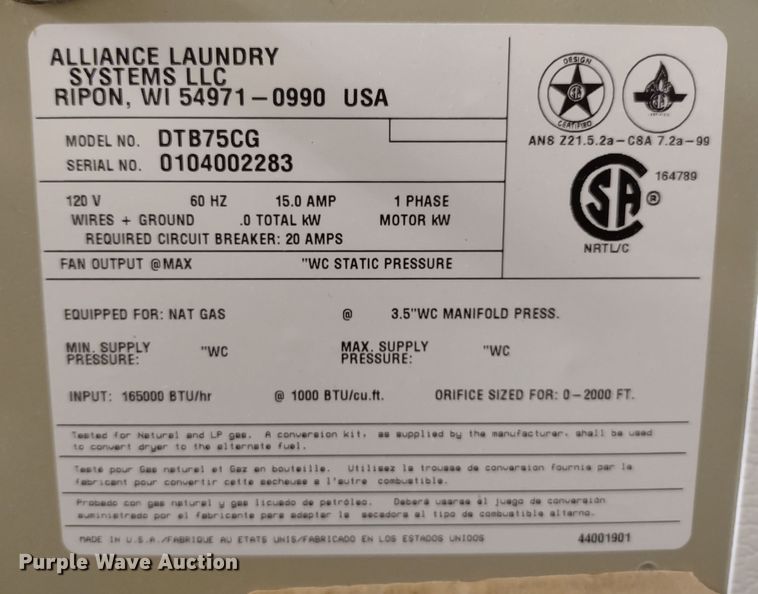 ALLIANCE LAUNDRY
SYSTEMS LLC
RIPON, WI 54971-0990 USA
DESIGN
CERTIFIED
ANS Z21.5.2a-CSA 7.2a-99
MODEL NO. DTB75CG
SERIAL NO. 0104002283
SA ® 164789
NRTL/C
120 V 60 HZ 15.0 AMP 1 PHASE
WIRES + GROUND .0 TOTAL kW MOTOR kW
REQUIRED CIRCUIT BREAKER: 20 AMPS
FAN OUTPUT @MAX "WC STATIC PRESSURE
EQUIPPED FOR: NAT GAS @ 3.5"WC MANIFOLD PRESS.
MIN. SUPPLY PRESSURE: "WC MAX. SUPPLY PRESSURE: "WC
INPUT: 165000 BTU/hr @ 1000 BTU/cu.ft. ORIFICE SIZED FOR: 0-2000 FT.
Tested for Natural and LP gas. A conversion kit, as supplied by the manufacturer, shall be used
to convert dryer to the alternate fuel.
Testé pour Gas naturel et Gaz en bouteille. Utilisez la trousse de conversion fournia par la
fabricant pour convertir cette secheuse a l'autre combustible.
Probado con gas natural y gas licuado de petróleo. Deberá usarse el juego de conversión
suministrado por el fabricante para adapter la secadora al tipo de combustible alterno.
MADE IN U.S.A./FABRIQUE AU ETATS UNIS/FABRICADO EN LOS ESTADOS UNIDOS 44001901
Purple Wave Auction